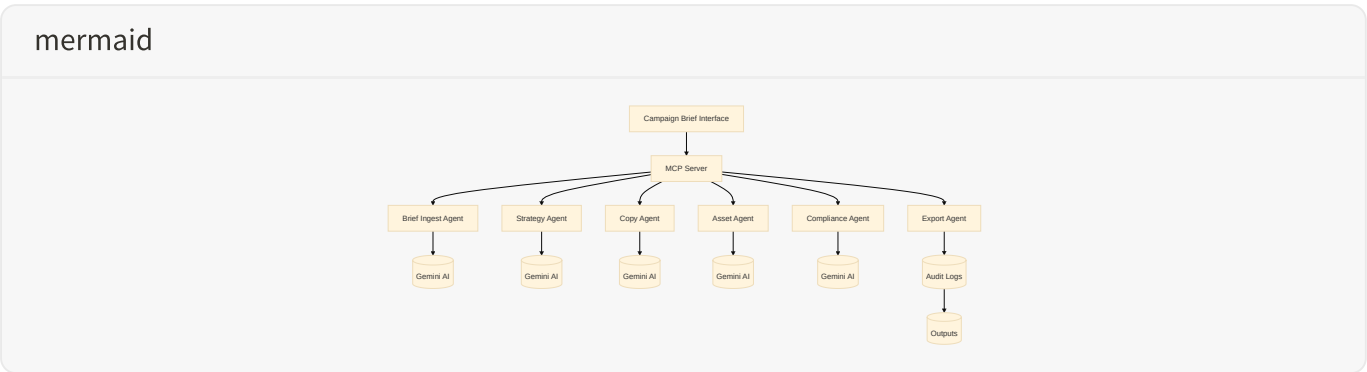 mermaid
Campaign Brief Interface
MCP Server
Brief Ingest Agent
Strategy Agent
Copy Agent
Asset Agent
Compliance Agent
Export Agent
Gemini AI
Gemini AI
Gemini AI
Gemini AI
Gemini AI
Audit Logs
Outputs